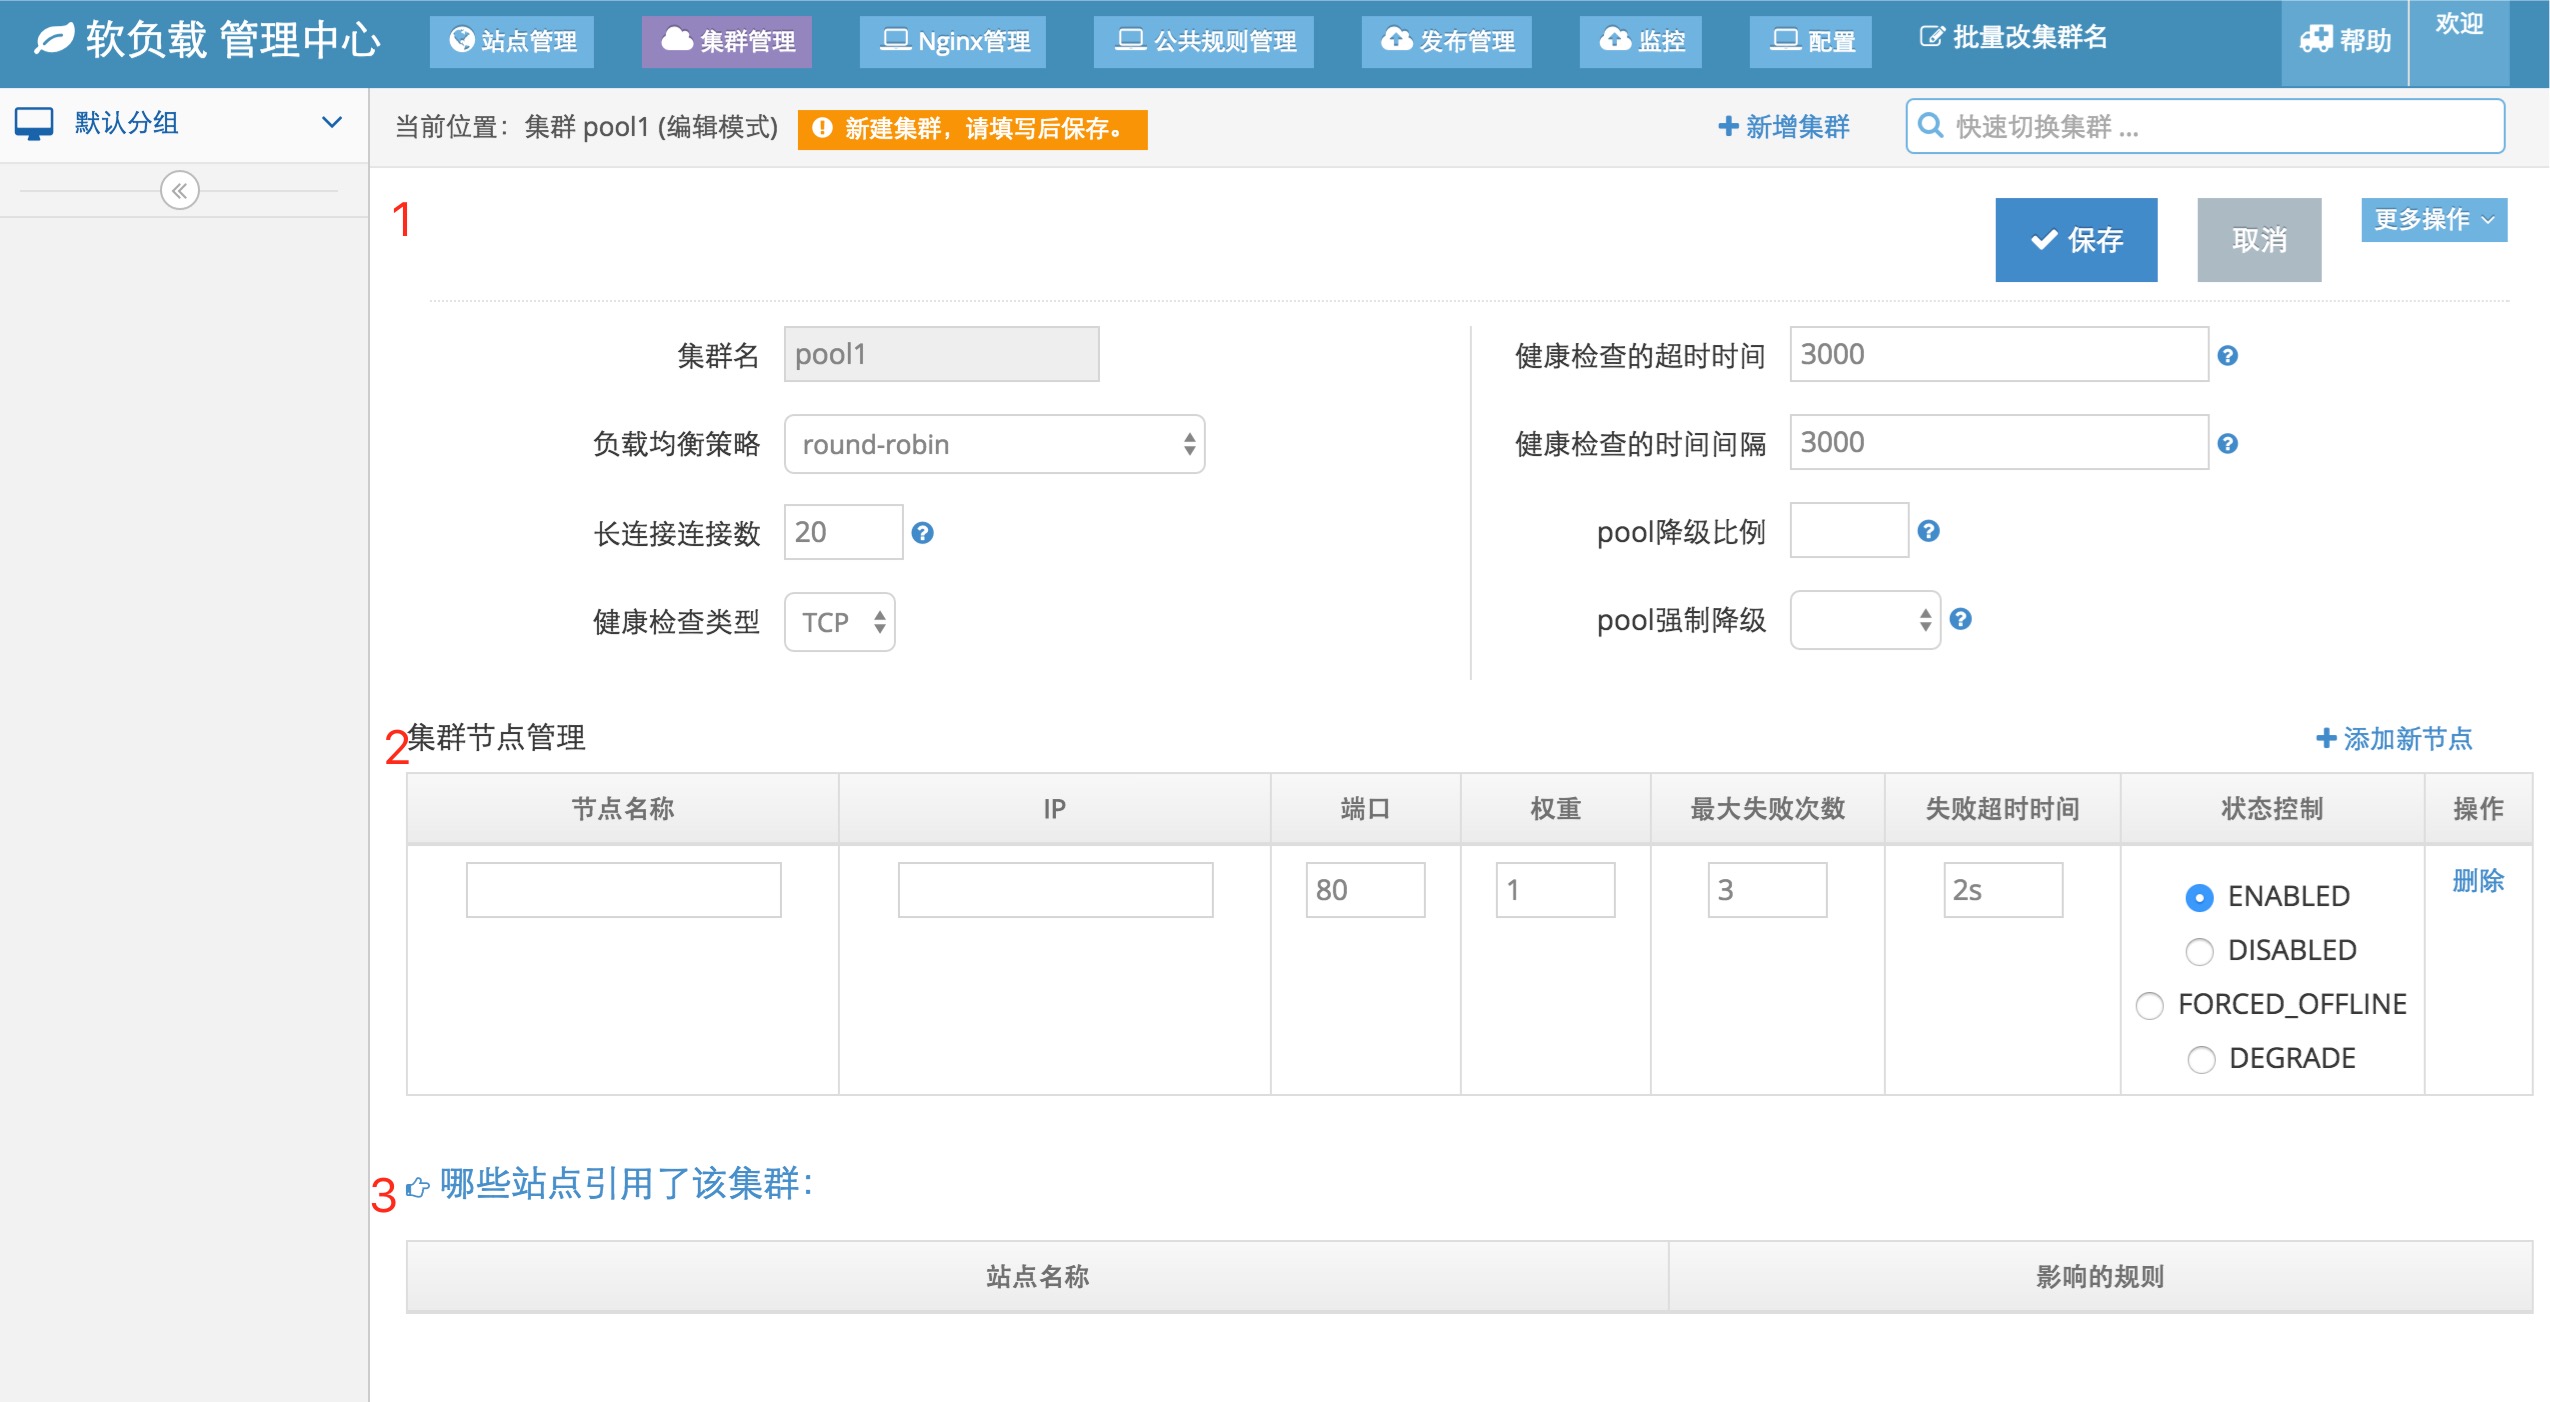 软负载 管理中心 站点管理 集群管理 Nginx管理 公共规则管理 发布管理 监控 配置 批量改集群名 帮助 欢迎
默认分组
当前位置：集群 pool1 (编辑模式) 新建集群，请填写后保存。 新增集群 快速切换集群 ...
1
保存 取消 更多操作
集群名 pool1 健康检查的超时时间 3000
负载均衡策略 round-robin 健康检查的时间间隔 3000
长连接连接数 20 pool降级比例
健康检查类型 TCP pool强制降级
2 集群节点管理 添加新节点
节点名称 IP 端口 权重 最大失败次数 失败超时时间 状态控制 操作
80 1 3 2s ENABLED 删除
DISABLED
FORCED_OFFLINE
DEGRADE
3 哪些站点引用了该集群：
站点名称 影响的规则